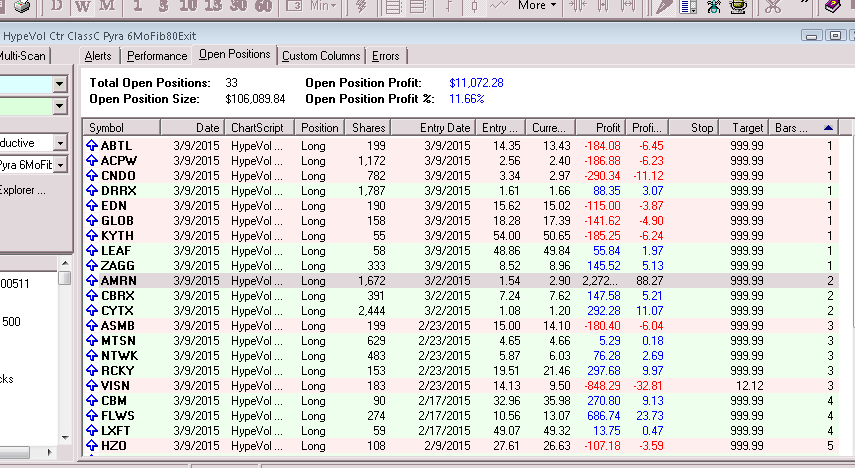 D W M 5 10 15 30 60 Min More
HypeVol Ctr ClassC Pyra 6MoFib80Exit
Multi-Scan
Alerts Performance Open Positions Custom Columns Errors
Total Open Positions: 33 Open Position Profit: $11,072.28
Open Position Size: $106,089.84 Open Position Profit %: 11.66%
ductive
Pyra 6MoFib
Explorer ...
00511
500
cks
Symbol Date ChartScript Position Shares Entry Date Entry ... Curre... Profit Profi... Stop Target Bars ...
ABTL 3/9/2015 HypeVol ... Long 199 3/9/2015 14.35 13.43 -184.08 -6.45 999.99 1
ACPW 3/9/2015 HypeVol ... Long 1,172 3/9/2015 2.56 2.40 -186.88 -6.23 999.99 1
CNDO 3/9/2015 HypeVol ... Long 782 3/9/2015 3.34 2.97 -290.34 -11.12 999.99 1
DRRX 3/9/2015 HypeVol ... Long 1,787 3/9/2015 1.61 1.66 88.35 3.07 999.99 1
EDN 3/9/2015 HypeVol ... Long 190 3/9/2015 15.62 15.02 -115.00 -3.87 999.99 1
GLOB 3/9/2015 HypeVol ... Long 158 3/9/2015 18.28 17.39 -141.62 -4.90 999.99 1
KYTH 3/9/2015 HypeVol ... Long 55 3/9/2015 54.00 50.65 -185.25 -6.24 999.99 1
LEAF 3/9/2015 HypeVol ... Long 58 3/9/2015 48.86 49.84 55.84 1.97 999.99 1
ZAGG 3/9/2015 HypeVol ... Long 333 3/9/2015 8.52 8.96 145.52 5.13 999.99 1
AMRN 3/9/2015 HypeVol ... Long 1,672 3/2/2015 1.54 2.90 2,272... 88.27 999.99 2
CBRX 3/9/2015 HypeVol ... Long 391 3/2/2015 7.24 7.62 147.58 5.21 999.99 2
CYTX 3/9/2015 HypeVol ... Long 2,444 3/2/2015 1.08 1.20 292.28 11.07 999.99 2
ASMB 3/9/2015 HypeVol ... Long 199 2/23/2015 15.00 14.10 -180.40 -6.04 999.99 3
MTSN 3/9/2015 HypeVol ... Long 629 2/23/2015 4.65 4.66 5.29 0.18 999.99 3
NTWK 3/9/2015 HypeVol ... Long 483 2/23/2015 5.87 6.03 76.28 2.69 999.99 3
RCKY 3/9/2015 HypeVol ... Long 153 2/23/2015 19.51 21.46 297.68 9.97 999.99 3
VISN 3/9/2015 HypeVol ... Long 183 2/23/2015 14.13 9.50 -848.29 -32.81 12.12 3
CBM 3/9/2015 HypeVol ... Long 90 2/17/2015 32.96 35.98 270.80 9.13 999.99 4
FLWS 3/9/2015 HypeVol ... Long 274 2/17/2015 10.56 13.07 686.74 23.73 999.99 4
LXFT 3/9/2015 HypeVol ... Long 59 2/17/2015 49.07 49.32 13.75 0.47 999.99 4
HZO 3/9/2015 HypeVol ... Long 108 2/9/2015 27.61 26.63 -107.18 -3.59 999.99 5